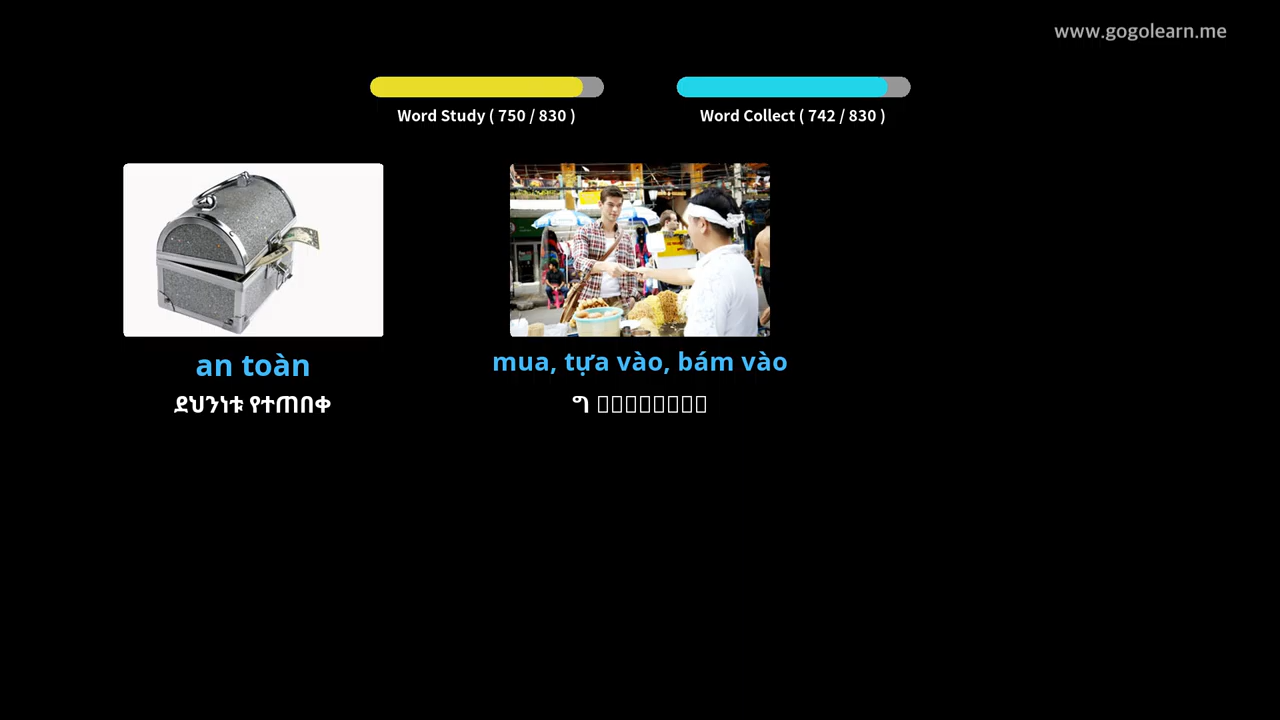 www.gogolearn.me
Word Study ( 750 / 830 )
Word Collect ( 742 / 830 )
an toàn
ደህንነቱ የተጠበቀ
mua, tựa vào, bám vào
ግ